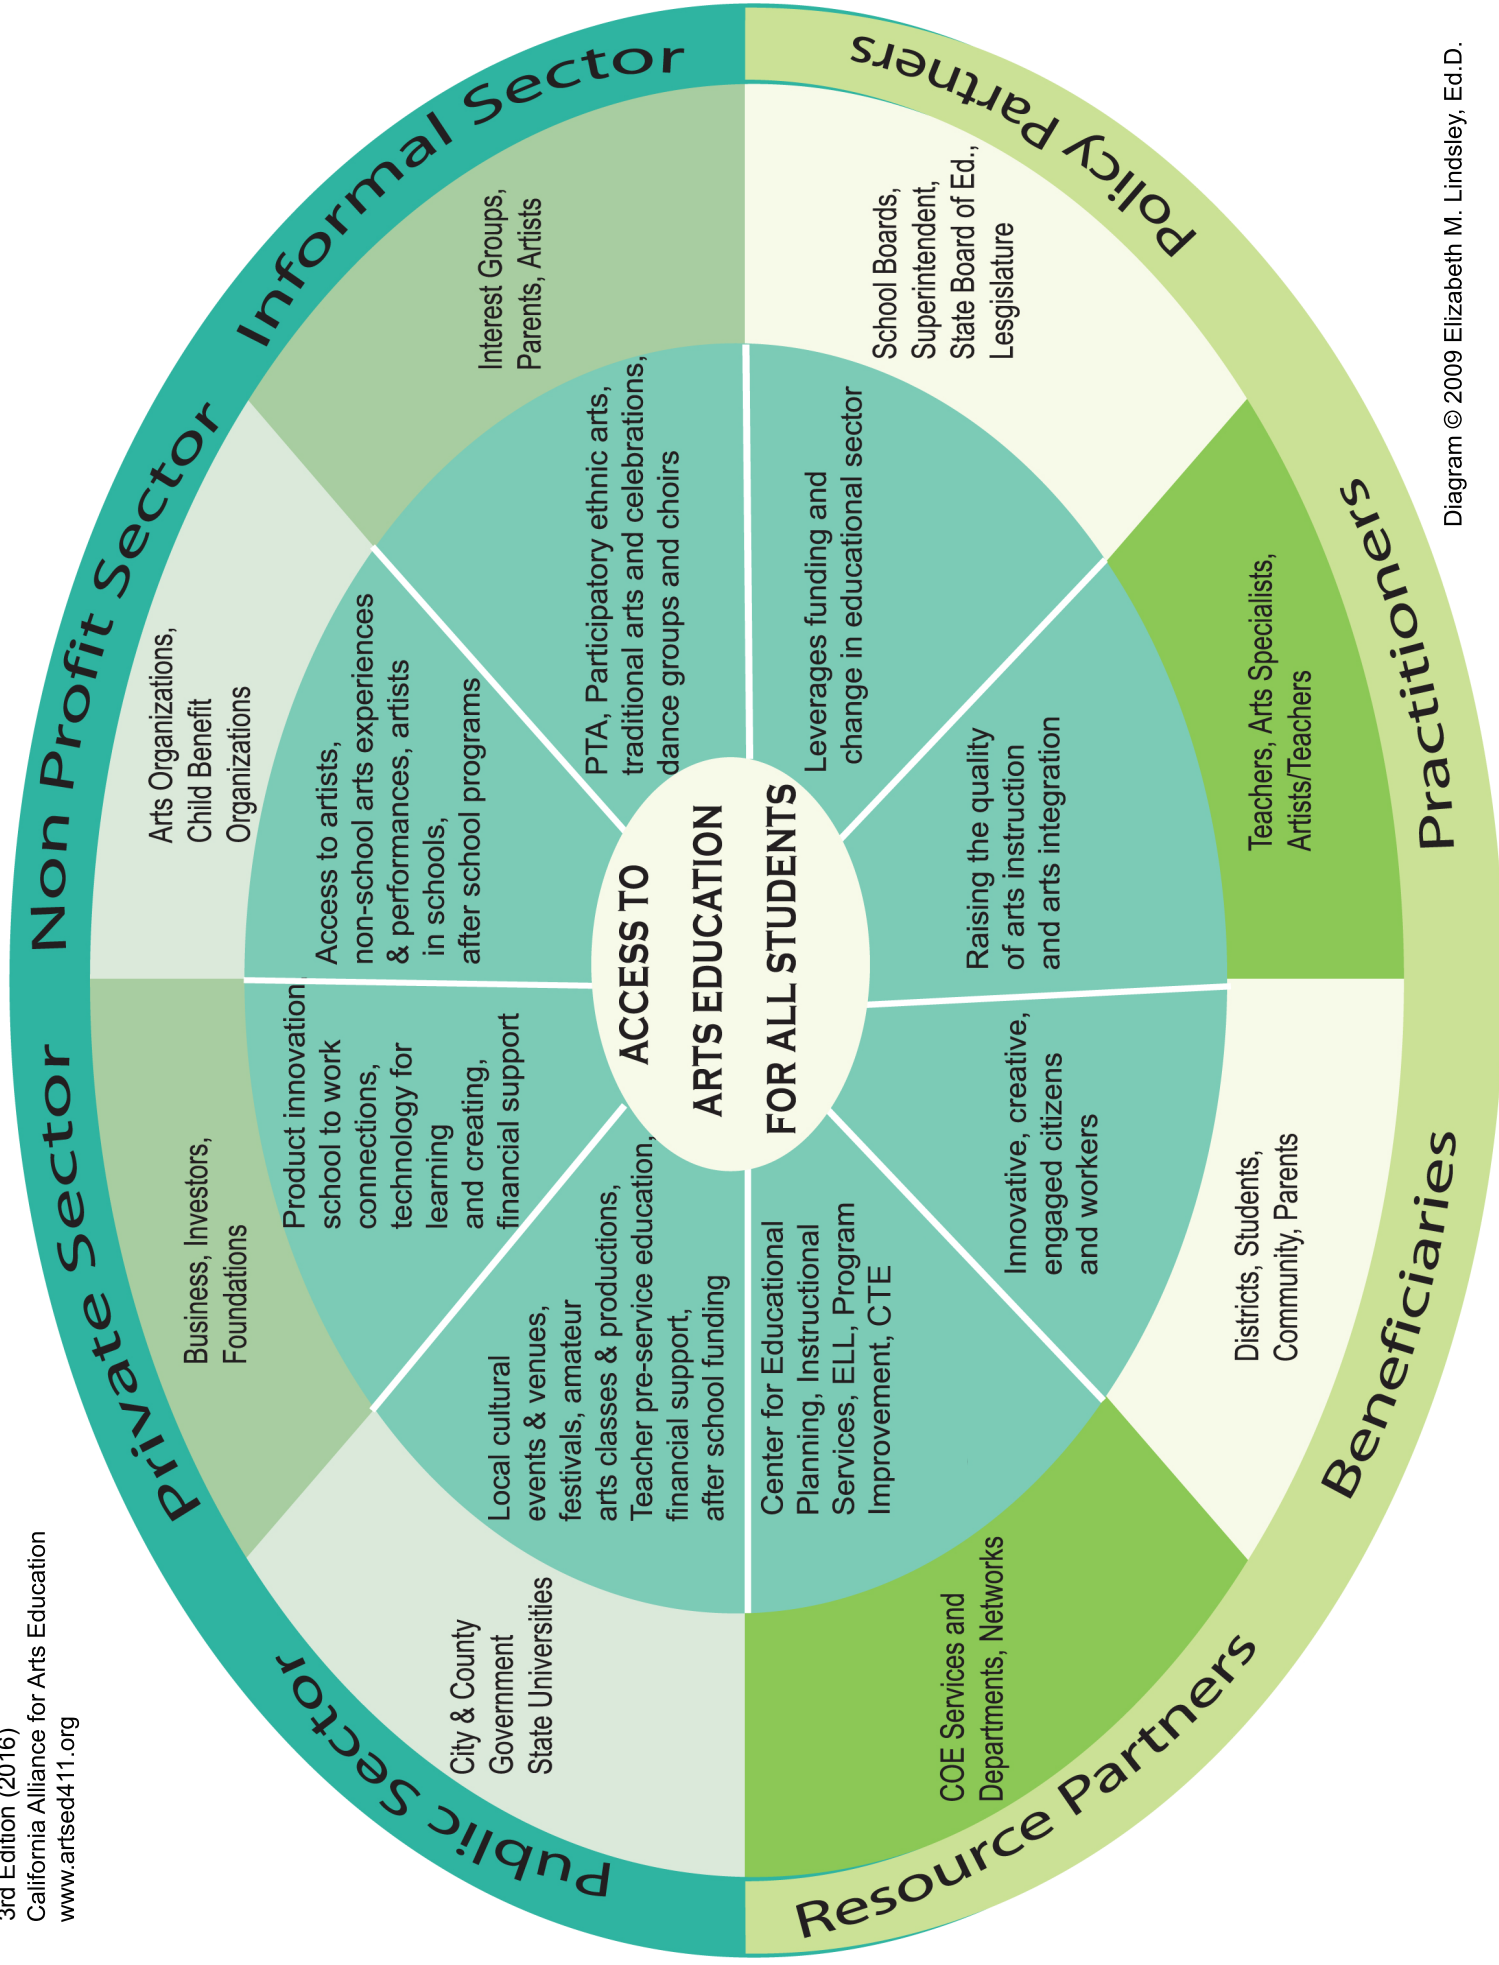 3rd Edition (2016)
California Alliance for Arts Education
www.artsed411.org
Public Sector
City & County
Government
State Universities
Local cultural
events & venues,
festivals, amateur
arts classes & productions,
Teacher pre-service education,
financial support,
after school funding
Private Sector
Business, Investors,
Foundations
Product innovation,
school to work
connections,
technology for
learning
and creating,
financial support
Non Profit Sector
Arts Organizations,
Child Benefit
Organizations
Access to artists,
non-school arts experiences
& performances, artists
in schools,
after school programs
Informal Sector
Interest Groups,
Parents, Artists
PTA, Participatory ethnic arts,
traditional arts and celebrations,
dance groups and choirs
ACCESS TO
ARTS EDUCATION
FOR ALL STUDENTS
Resource Partners
COE Services and
Departments, Networks
Center for Educational
Planning, Instructional
Services, ELL, Program
Improvement, CTE
Beneficiaries
Districts, Students,
Community, Parents
Innovative, creative,
engaged citizens
and workers
Practitioners
Teachers, Arts Specialists,
Artists/Teachers
Raising the quality
of arts instruction
and arts integration
Policy Partners
School Boards,
Superintendent,
State Board of Ed.,
Lesgislature
Leverages funding and
change in educational sector
Diagram © 2009 Elizabeth M. Lindsley, Ed.D.